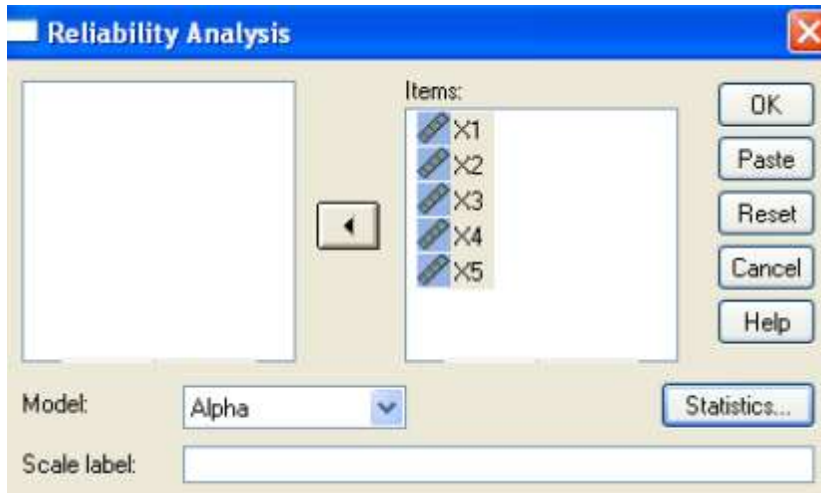 Reliability Analysis
Items:
X1
X2
X3
X4
X5
OK
Paste
Reset
Cancel
Help
Model:
Alpha
Statistics...
Scale label: